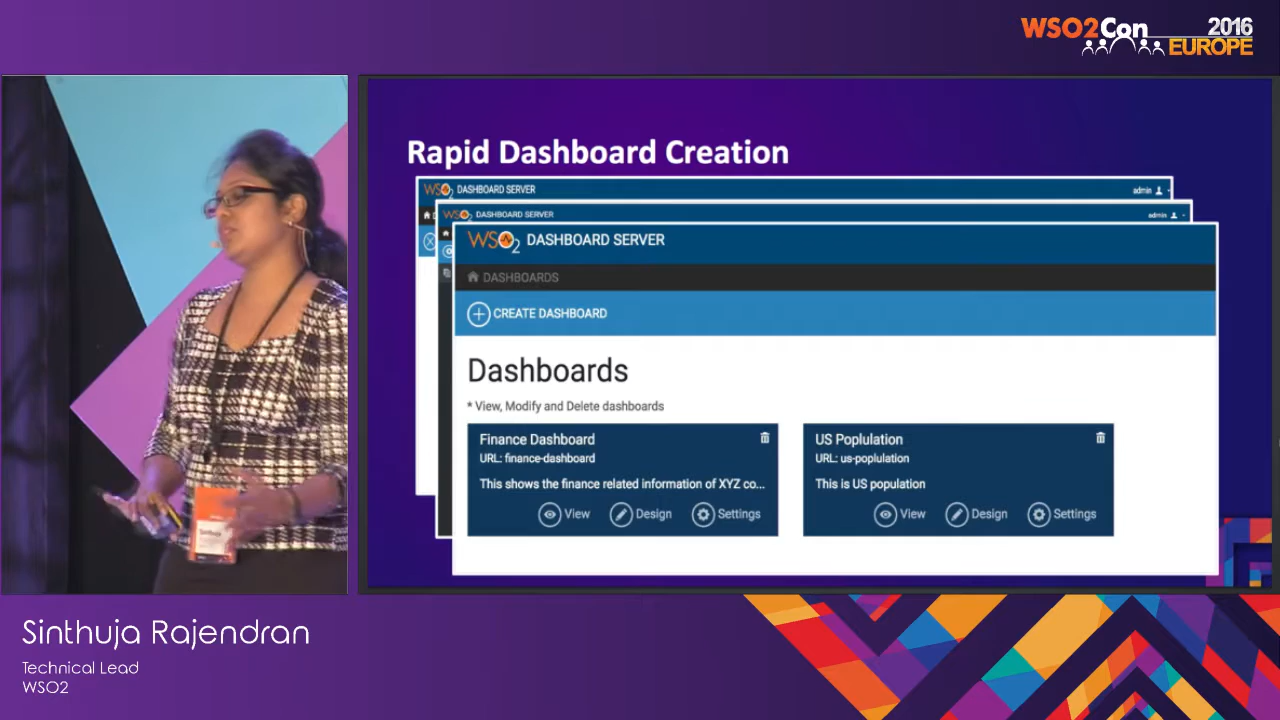 WSO2Con 2016
EUROPE
Rapid Dashboard Creation
WSO2 DASHBOARD SERVER
admin
WSO2 DASHBOARD SERVER
admin
WSO2 DASHBOARD SERVER
DASHBOARDS
CREATE DASHBOARD
Dashboards
* View, Modify and Delete dashboards
Finance Dashboard
URL: finance-dashboard
This shows the finance related information of XYZ co...
View Design Settings
US Poplulation
URL: us-poplulation
This is US population
View Design Settings
Sinthuja
Sinthuja Rajendran
Technical Lead
WSO2